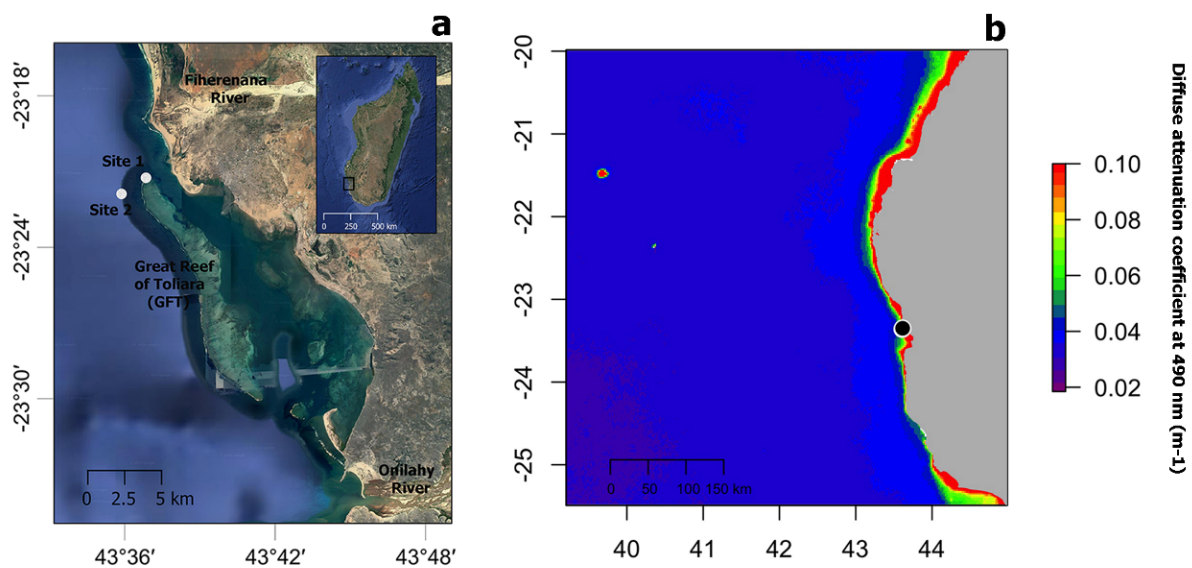 a
-23°18′
-23°24′
-23°30′
Fiherenana
River
Site 1
Site 2
Great Reef
of Toliara
(GFT)
Onilahy
River
0 250 500 km
0 2.5 5 km
43°36′ 43°42′ 43°48′
b
-20
-21
-22
-23
-24
-25
0 50 100 150 km
40 41 42 43 44
0.10
0.08
0.06
0.04
0.02
Diffuse attenuation coefficient at 490 nm (m-1)